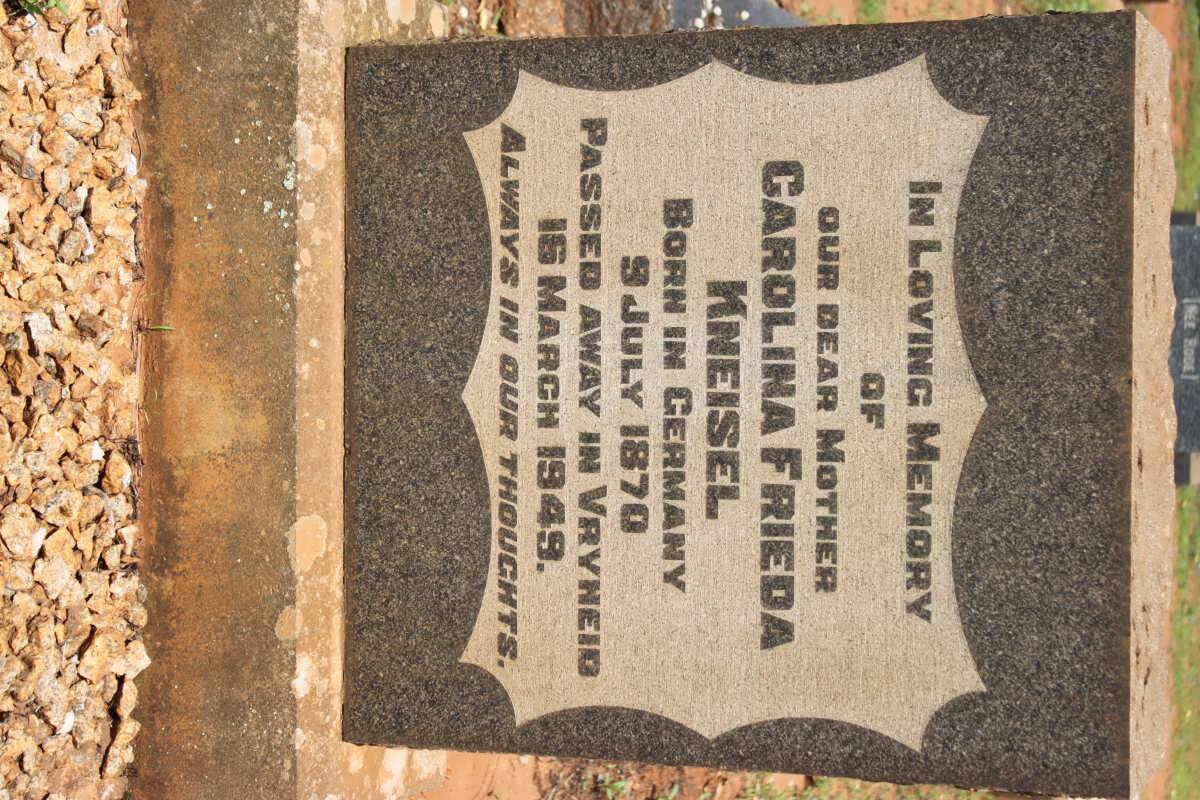 IN LOVING MEMORY
OF
OUR DEAR MOTHER
CAROLINA FRIEDA
KNEISEL
BORN IN GERMANY
9 JULY 1870
PASSED AWAY IN VRYHEID
16 MARCH 1949.
ALWAYS IN OUR THOUGHTS.